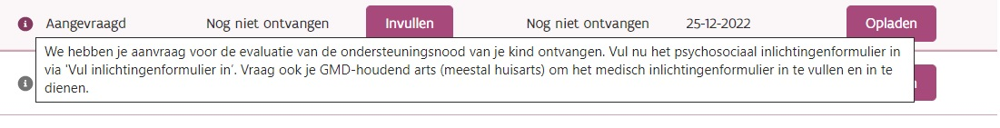 Aangevraagd Nog niet ontvangen Invullen Nog niet ontvangen 25-12-2022 Opladen
We hebben je aanvraag voor de evaluatie van de ondersteuningsnood van je kind ontvangen. Vul nu het psychosociaal inlichtingenformulier in
via 'Vul inlichtingenformulier in'. Vraag ook je GMD-houdend arts (meestal huisarts) om het medisch inlichtingenformulier in te vullen en in te
dienen.